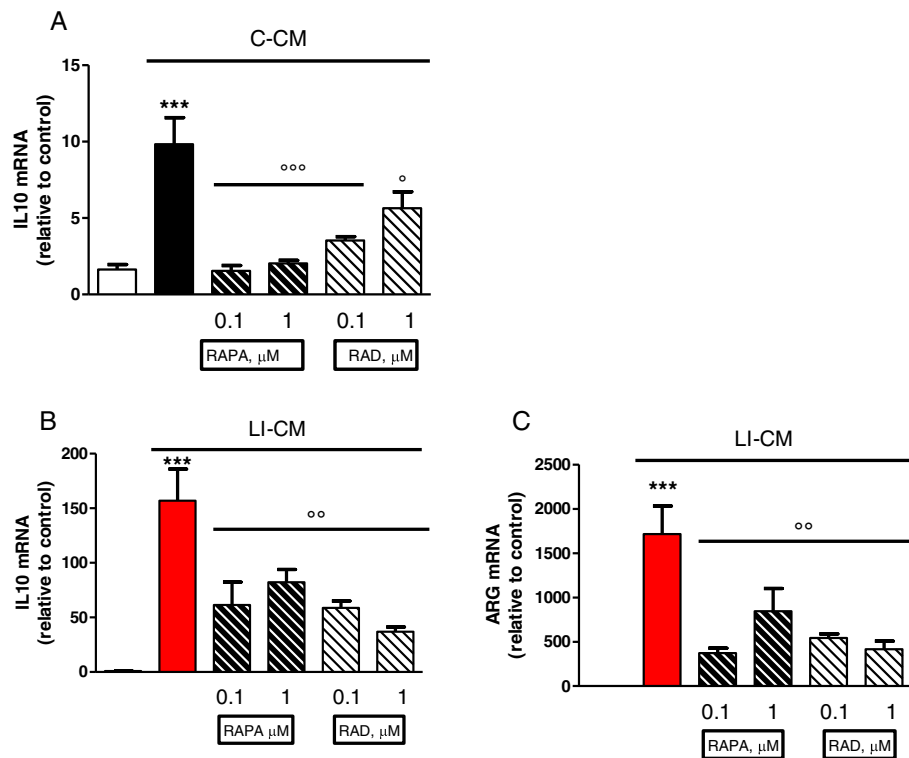 A
C-CM
15
10
5
0
IL10 mRNA
(relative to control)
***
°°°
°
0.1 1 0.1 1
RAPA, μM RAD, μM
B
LI-CM
200
150
100
50
0
IL10 mRNA
(relative to control)
***
°°
0.1 1 0.1 1
RAPA μM RAD, μM
C
LI-CM
2500
2000
1500
1000
500
0
ARG mRNA
(relative to control)
***
°°
0.1 1 0.1 1
RAPA, μM RAD, μM